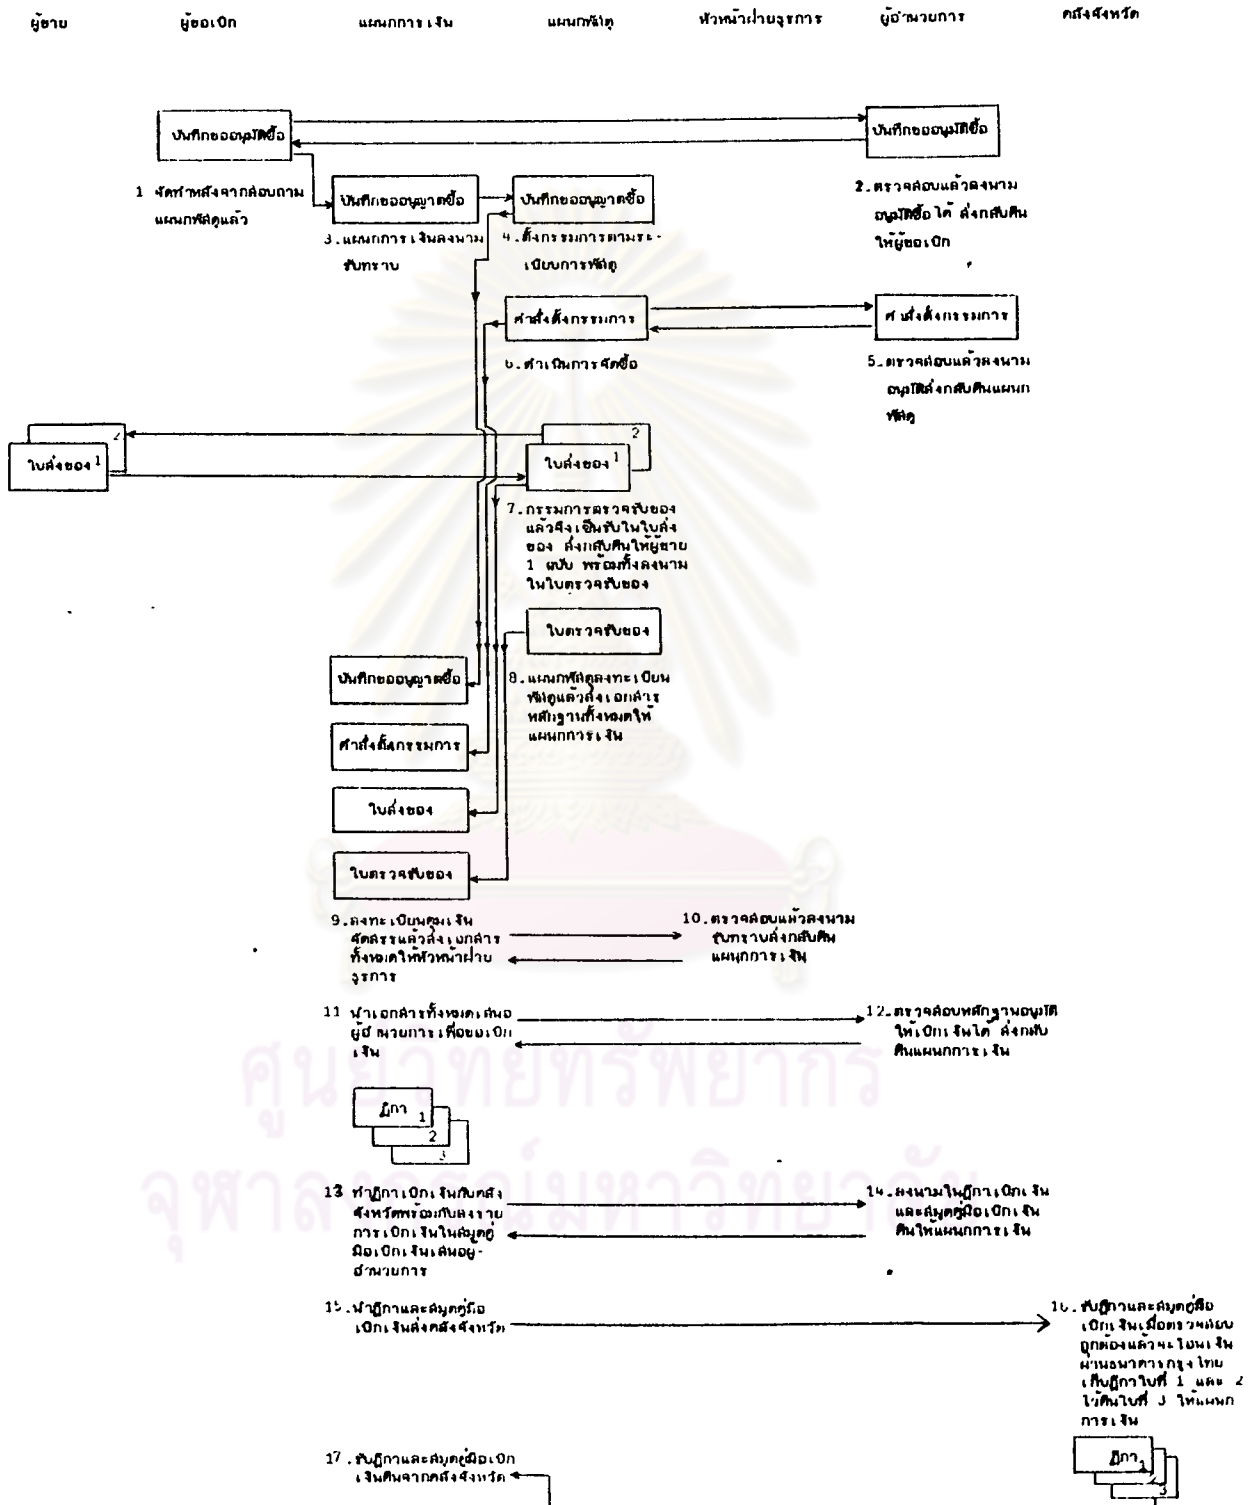 ผู้ขาย
ผู้ขอเบิก
แผนกการเงิน
แผนกพัสดุ
หัวหน้าฝ่ายธุรการ
ผู้อำนวยการ
คลังจังหวัด
บันทึกขออนุมัติซื้อ
บันทึกขออนุมัติซื้อ
1 จัดทำหลังจากสอบถาม
แผนกพัสดุแล้ว
2.ตรวจสอบแล้วลงนาม
อนุมัติซื้อได้ ส่งกลับคืน
ให้ผู้ขอเบิก
บันทึกขออนุญาตซื้อ
บันทึกขออนุญาตซื้อ
3.แผนกการเงินลงนาม
รับทราบ
4.ตั้งกรรมการตามระ-
เบียบการพัสดุ
คำสั่งตั้งกรรมการ
คำสั่งตั้งกรรมการ
6.ดำเนินการจัดซื้อ
5.ตรวจสอบแล้วลงนาม
อนุมัติส่งกลับคืนแผนก
พัสดุ
2
ใบส่งของ 1
2
ใบส่งของ 1
7.กรรมการตรวจรับของ
แล้วจึงเซ็นรับในใบส่ง
ของ ส่งกลับคืนให้ผู้ขาย
1 ฉบับ พร้อมทั้งลงนาม
ในใบตรวจรับของ
ใบตรวจรับของ
8.แผนกพัสดุลงทะเบียน
พัสดุแล้วส่งเอกสาร
หลักฐานทั้งหมดให้
แผนกการเงิน
บันทึกขออนุญาตซื้อ
คำสั่งตั้งกรรมการ
ใบส่งของ
ใบตรวจรับของ
9.ลงทะเบียนคุมเงิน
จัดสรรแล้วส่งเอกสาร
ทั้งหมดให้หัวหน้าฝ่าย
ธุรการ
10.ตรวจสอบแล้วลงนาม
รับทราบส่งกลับคืน
แผนกการเงิน
11 นำเอกสารทั้งหมดเสนอ
ผู้อำนวยการเพื่อขอเบิก
เงิน
12.ตรวจสอบหลักฐานอนุมัติ
ให้เบิกเงินได้ ส่งกลับ
คืนแผนกการเงิน
ฎีกา 1
2
3
13 ทำฎีกาเบิกเงินกับคลัง
จังหวัดพร้อมกับลงราย
การเบิกเงินในสมุดคู่
มือเบิกเงินเสนอผู้-
อำนวยการ
14.ลงนามในฎีกาเบิกเงิน
และสมุดคู่มือเบิกเงิน
คืนให้แผนกการเงิน
15.นำฎีกาและสมุดคู่มือ
เบิกเงินส่งคลังจังหวัด
16.รับฎีกาและสมุดคู่มือ
เบิกเงินเมื่อตรวจสอบ
ถูกต้องแล้วจะโอนเงิน
ผ่านธนาคารกรุงไทย
เก็บฎีกาใบที่ 1 และ 2
ไว้คืนใบที่ 3 ให้แผนก
การเงิน
17.รับฎีกาและสมุดคู่มือเบิก
เงินคืนจากคลังจังหวัด
ฎีกา 1
2
3
ศูนย์วิทยทรัพยากร
จุฬาลงกรณ์มหาวิทยาลัย